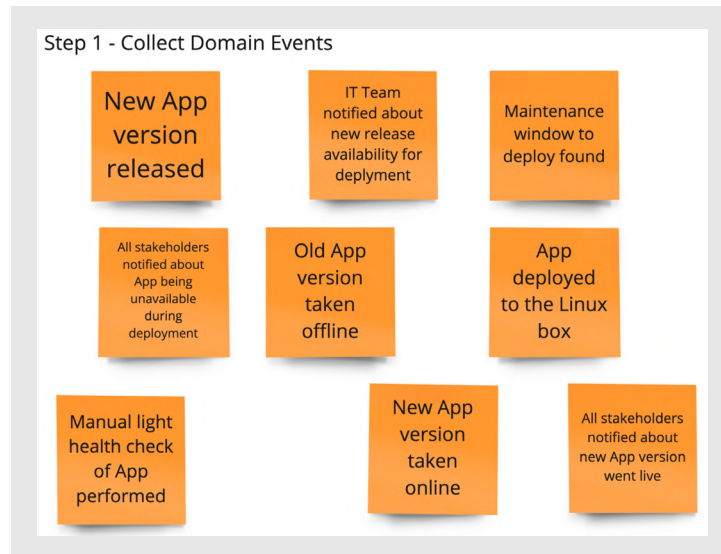 Step 1 - Collect Domain Events
New App
version
released
IT Team
notified about
new release
availability for
deplyment
Maintenance
window to
deploy found
All stakeholders
notified about
App being
unavailable
during
deployment
Old App
version
taken
offline
App
deployed
to the Linux
box
Manual light
health check
of App
performed
New App
version
taken
online
All stakeholders
notified about
new App version
went live